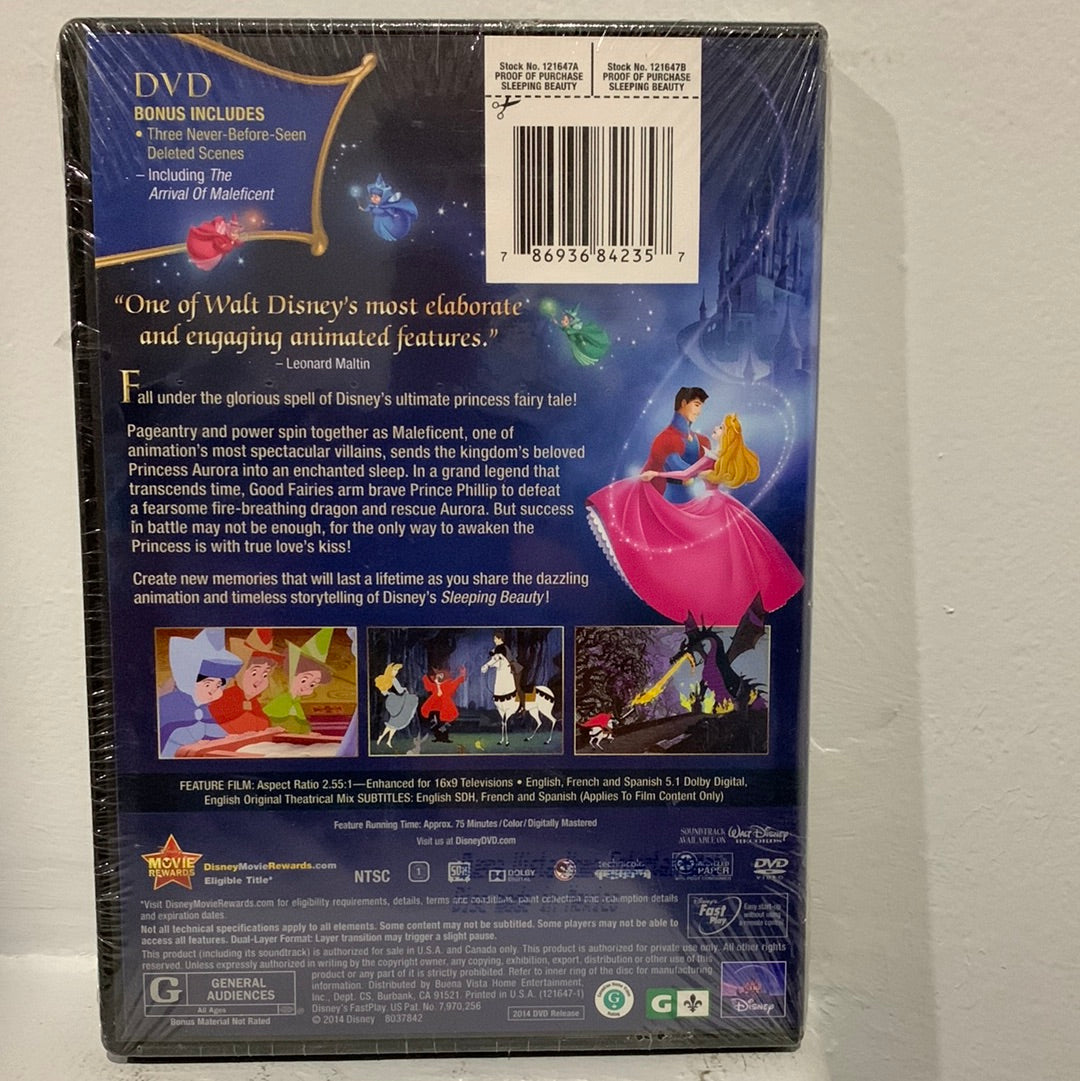 DVD
BONUS INCLUDES
• Three Never-Before-Seen
Deleted Scenes
– Including The
Arrival Of Maleficent
Stock No. 121647A
PROOF OF PURCHASE
SLEEPING BEAUTY
Stock No. 121647B
PROOF OF PURCHASE
SLEEPING BEAUTY
7 86936 84235 7
“One of Walt Disney's most elaborate
and engaging animated features.”
– Leonard Maltin
Fall under the glorious spell of Disney's ultimate princess fairy tale!
Pageantry and power spin together as Maleficent, one of
animation's most spectacular villains, sends the kingdom's beloved
Princess Aurora into an enchanted sleep. In a grand legend that
transcends time, Good Fairies arm brave Prince Phillip to defeat
a fearsome fire-breathing dragon and rescue Aurora. But success
in battle may not be enough, for the only way to awaken the
Princess is with true love's kiss!
Create new memories that will last a lifetime as you share the dazzling
animation and timeless storytelling of Disney's Sleeping Beauty!
FEATURE FILM: Aspect Ratio 2.55:1—Enhanced for 16x9 Televisions • English, French and Spanish 5.1 Dolby Digital,
English Original Theatrical Mix SUBTITLES: English SDH, French and Spanish (Applies To Film Content Only)
Feature Running Time: Approx. 75 Minutes/Color/Digitally Mastered
Visit us at DisneyDVD.com
SOUNDTRACK
AVAILABLE ON
WALT DISNEY
RECORDS
MOVIE
REWARDS
DisneyMovieRewards.com
Eligible Title*
NTSC
1
DOLBY
DIGITAL
technicolor
PAPER
DVD
VIDEO
*Visit DisneyMovieRewards.com for eligibility requirements, details, terms and conditions, point collection and redemption details
and expiration dates.
Not all technical specifications apply to all elements. Some content may not be subtitled. Some players may not be able to
access all features. Dual-Layer Format: Layer transition may trigger a slight pause.
Disney's
Fast
Play
Easy start-up
without using
a remote control
This product (including its soundtrack) is authorized for sale in U.S.A. and Canada only. This product is authorized for private use only. All other rights
reserved. Unless expressly authorized in writing by the copyright owner, any copying, exhibition, export, distribution or other use of this
product or any part of it is strictly prohibited. Refer to inner ring of the disc for manufacturing
information. Distributed by Buena Vista Home Entertainment,
Inc., Dept. CS, Burbank, CA 91521. Printed in U.S.A. (121647-1)
Disney's FastPlay, US Pat. No. 7,970,256
© 2014 Disney 8037842
G
GENERAL
AUDIENCES
All Ages
Bonus Material Not Rated
2014 DVD Release
G
G
Disney